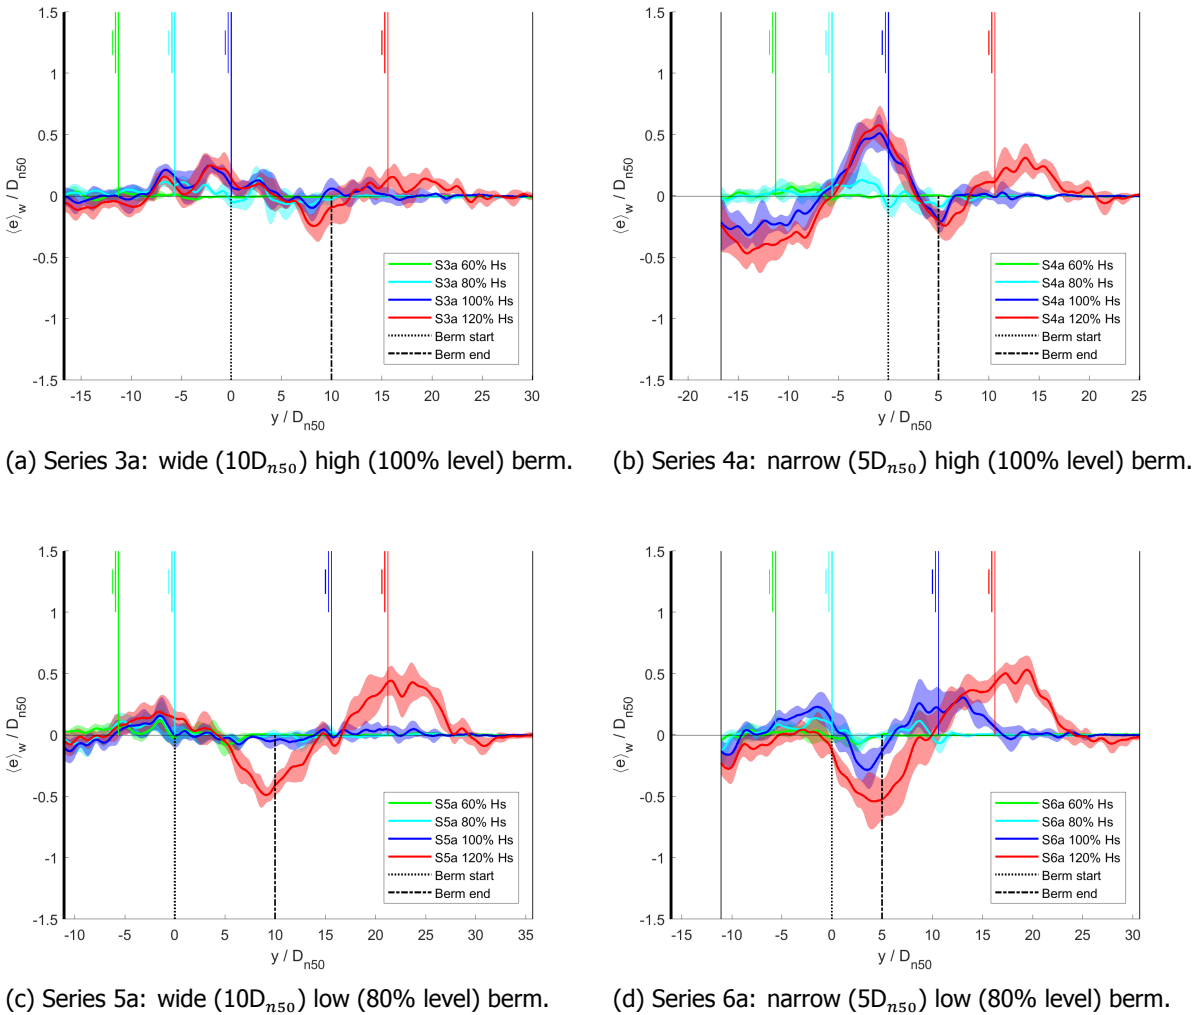 1.5
1
0.5
0
-0.5
-1
-1.5
⟨e⟩w / Dn50
-15 -10 -5 0 5 10 15 20 25 30
y / Dn50
S3a 60% Hs
S3a 80% Hs
S3a 100% Hs
S3a 120% Hs
Berm start
Berm end
(a) Series 3a: wide (10Dn50) high (100% level) berm.
1.5
1
0.5
0
-0.5
-1
-1.5
⟨e⟩w / Dn50
-20 -15 -10 -5 0 5 10 15 20 25
y / Dn50
S4a 60% Hs
S4a 80% Hs
S4a 100% Hs
S4a 120% Hs
Berm start
Berm end
(b) Series 4a: narrow (5Dn50) high (100% level) berm.
1.5
1
0.5
0
-0.5
-1
-1.5
⟨e⟩w / Dn50
-10 -5 0 5 10 15 20 25 30 35
y / Dn50
S5a 60% Hs
S5a 80% Hs
S5a 100% Hs
S5a 120% Hs
Berm start
Berm end
(c) Series 5a: wide (10Dn50) low (80% level) berm.
1.5
1
0.5
0
-0.5
-1
-1.5
⟨e⟩w / Dn50
-15 -10 -5 0 5 10 15 20 25 30
y / Dn50
S6a 60% Hs
S6a 80% Hs
S6a 100% Hs
S6a 120% Hs
Berm start
Berm end
(d) Series 6a: narrow (5Dn50) low (80% level) berm.